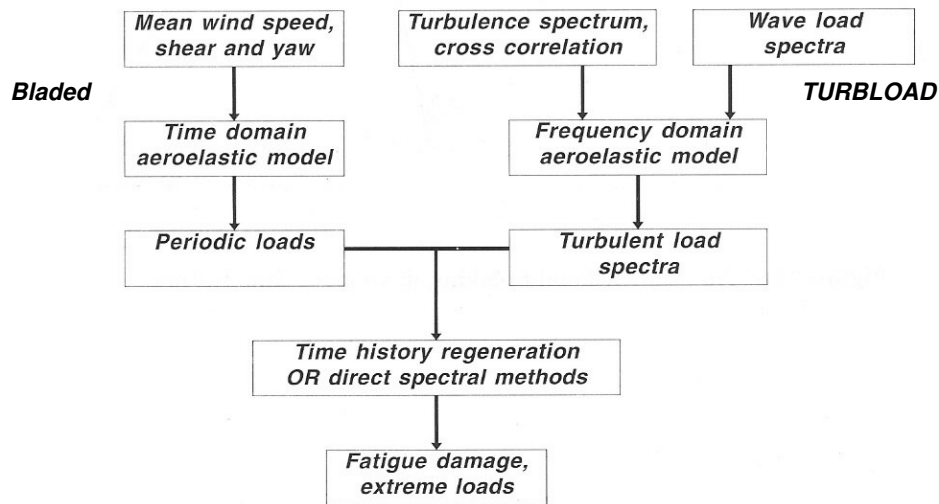 Mean wind speed,
shear and yaw
Turbulence spectrum,
cross correlation
Wave load
spectra
Bladed
TURBLOAD
Time domain
aeroelastic model
Frequency domain
aeroelastic model
Periodic loads
Turbulent load
spectra
Time history regeneration
OR direct spectral methods
Fatigue damage,
extreme loads